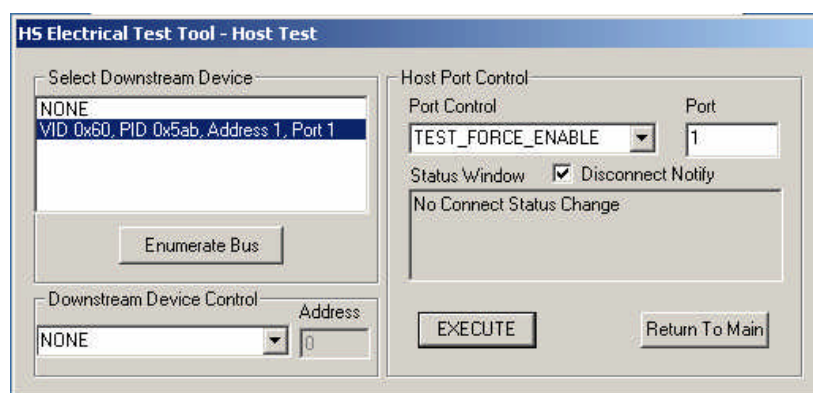 HS Electrical Test Tool - Host Test
Select Downstream Device
NONE
VID 0x60, PID 0x5ab, Address 1, Port 1
Enumerate Bus
Downstream Device Control
Address
NONE
0
Host Port Control
Port Control
Port
TEST_FORCE_ENABLE
1
Status Window
Disconnect Notify
No Connect Status Change
EXECUTE
Return To Main